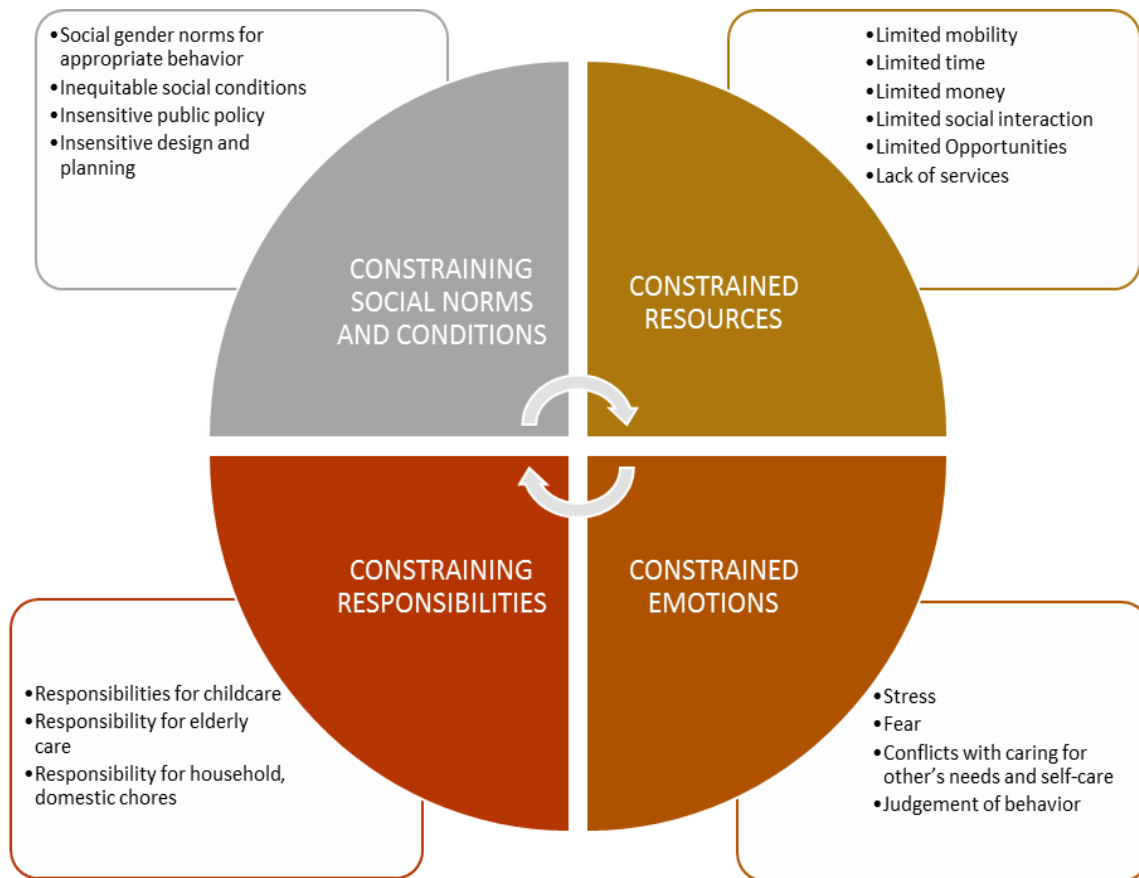 •Social gender norms for
appropriate behavior
•Inequitable social conditions
•Insensitive public policy
•Insensitive design and
planning
•Limited mobility
•Limited time
•Limited money
•Limited social interaction
•Limited Opportunities
•Lack of services
CONSTRAINING
SOCIAL NORMS
AND CONDITIONS
CONSTRAINED
RESOURCES
CONSTRAINING
RESPONSIBILITIES
CONSTRAINED
EMOTIONS
•Responsibilities for childcare
•Responsibility for elderly
care
•Responsibility for household,
domestic chores
•Stress
•Fear
•Conflicts with caring for
other’s needs and self-care
•Judgement of behavior